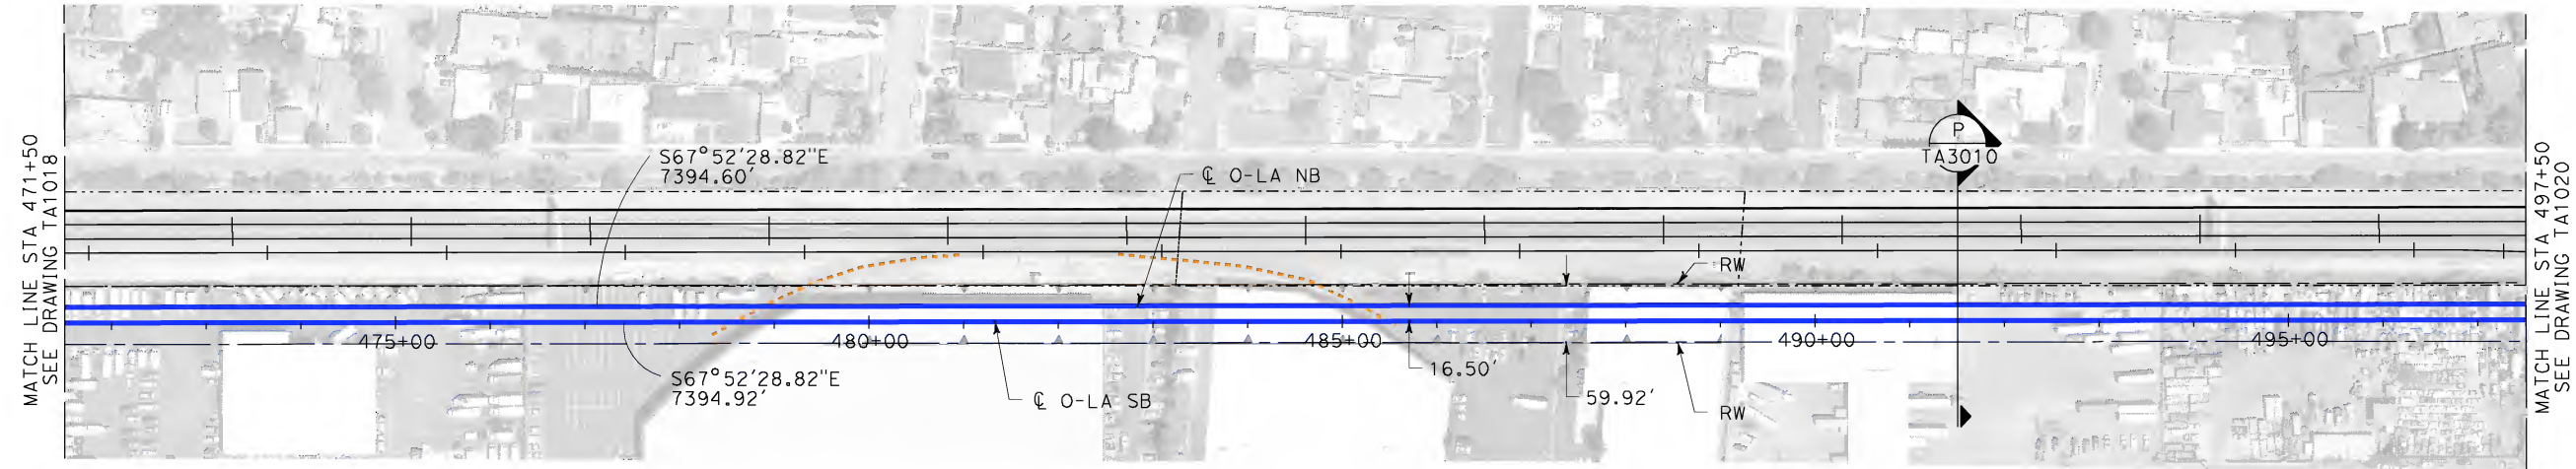 MATCH LINE STA 471+50
SEE DRAWING TA1018
S67°52'28.82"E
7394.60'
℄ O-LA NB
P
TA3010
RW
475+00
480+00
485+00
490+00
495+00
16.50'
59.92'
S67°52'28.82"E
7394.92'
℄ O-LA SB
RW
MATCH LINE STA 497+50
SEE DRAWING TA1020